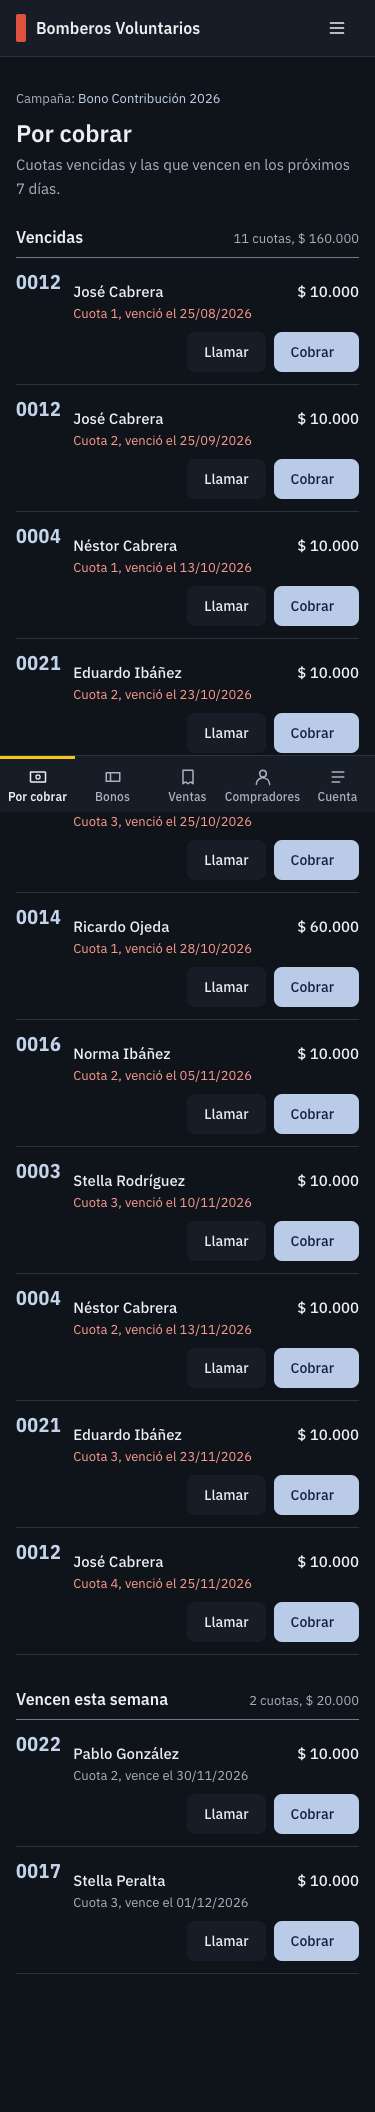 Bomberos Voluntarios
Campaña: Bono Contribución 2026
Por cobrar
Cuotas vencidas y las que vencen en los próximos
7 días.
Vencidas 11 cuotas, $ 160.000
0012 José Cabrera $ 10.000
Cuota 1, venció el 25/08/2026
Llamar Cobrar
0012 José Cabrera $ 10.000
Cuota 2, venció el 25/09/2026
Llamar Cobrar
0004 Néstor Cabrera $ 10.000
Cuota 1, venció el 13/10/2026
Llamar Cobrar
0021 Eduardo Ibáñez $ 10.000
Cuota 2, venció el 23/10/2026
Llamar Cobrar
Por cobrar Bonos Ventas Compradores Cuenta
Cuota 3, venció el 25/10/2026
Llamar Cobrar
0014 Ricardo Ojeda $ 60.000
Cuota 1, venció el 28/10/2026
Llamar Cobrar
0016 Norma Ibáñez $ 10.000
Cuota 2, venció el 05/11/2026
Llamar Cobrar
0003 Stella Rodríguez $ 10.000
Cuota 3, venció el 10/11/2026
Llamar Cobrar
0004 Néstor Cabrera $ 10.000
Cuota 2, venció el 13/11/2026
Llamar Cobrar
0021 Eduardo Ibáñez $ 10.000
Cuota 3, venció el 23/11/2026
Llamar Cobrar
0012 José Cabrera $ 10.000
Cuota 4, venció el 25/11/2026
Llamar Cobrar
Vencen esta semana 2 cuotas, $ 20.000
0022 Pablo González $ 10.000
Cuota 2, vence el 30/11/2026
Llamar Cobrar
0017 Stella Peralta $ 10.000
Cuota 3, vence el 01/12/2026
Llamar Cobrar